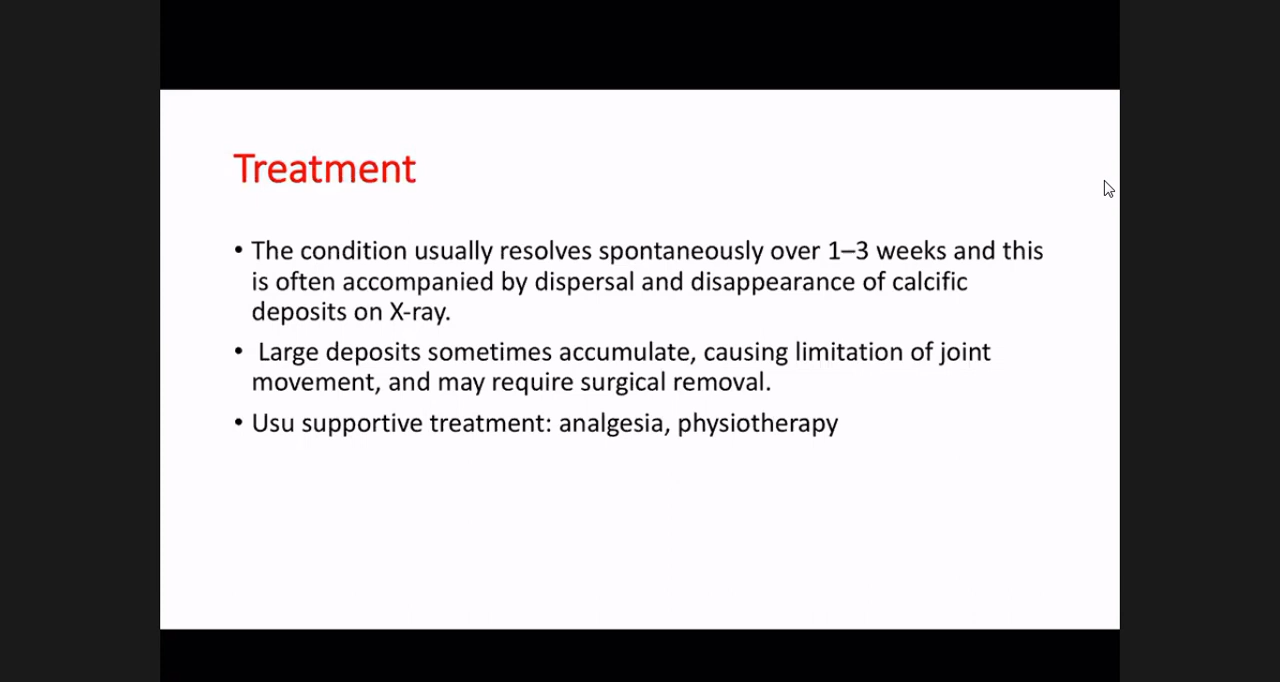 Treatment
• The condition usually resolves spontaneously over 1–3 weeks and this
is often accompanied by dispersal and disappearance of calcific
deposits on X-ray.
• Large deposits sometimes accumulate, causing limitation of joint
movement, and may require surgical removal.
• Usu supportive treatment: analgesia, physiotherapy